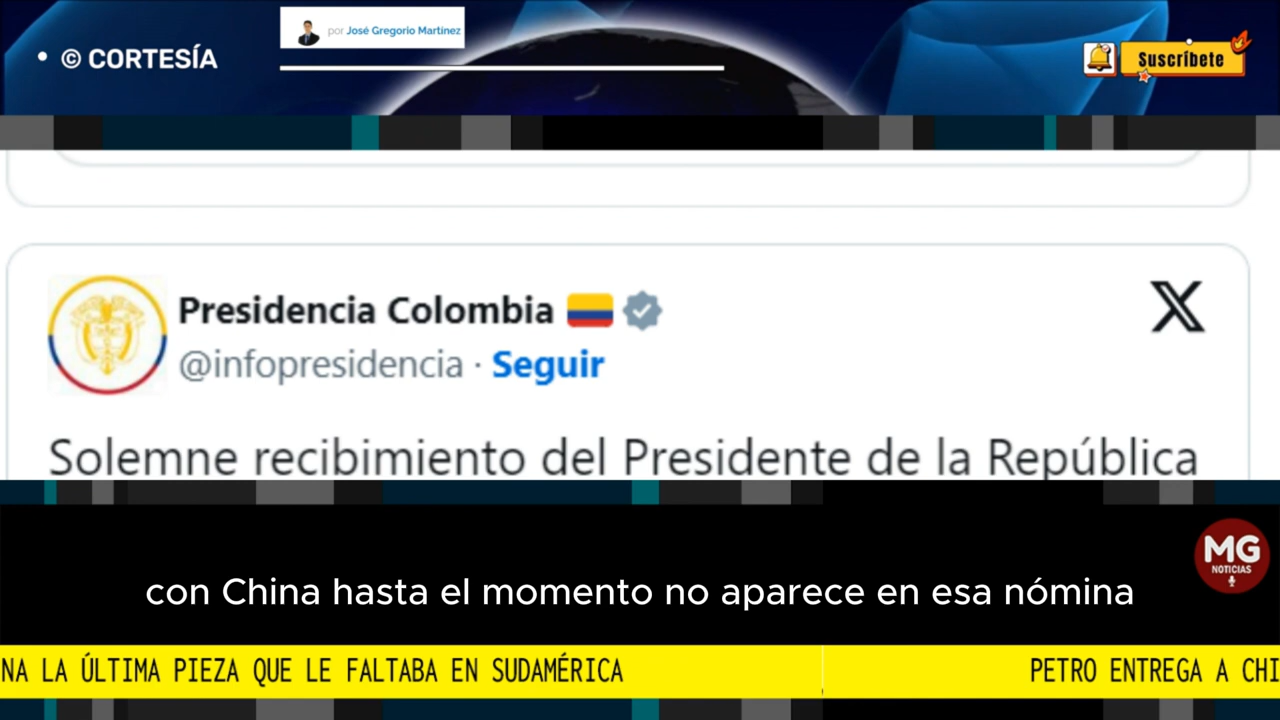 • © CORTESÍA
por José Gregorio Martínez
Suscríbete
Presidencia Colombia
@infopresidencia · Seguir
Solemne recibimiento del Presidente de la República
MG
NOTICIAS
con China hasta el momento no aparece en esa nómina
NA LA ÚLTIMA PIEZA QUE LE FALTABA EN SUDAMÉRICA
PETRO ENTREGA A CHI